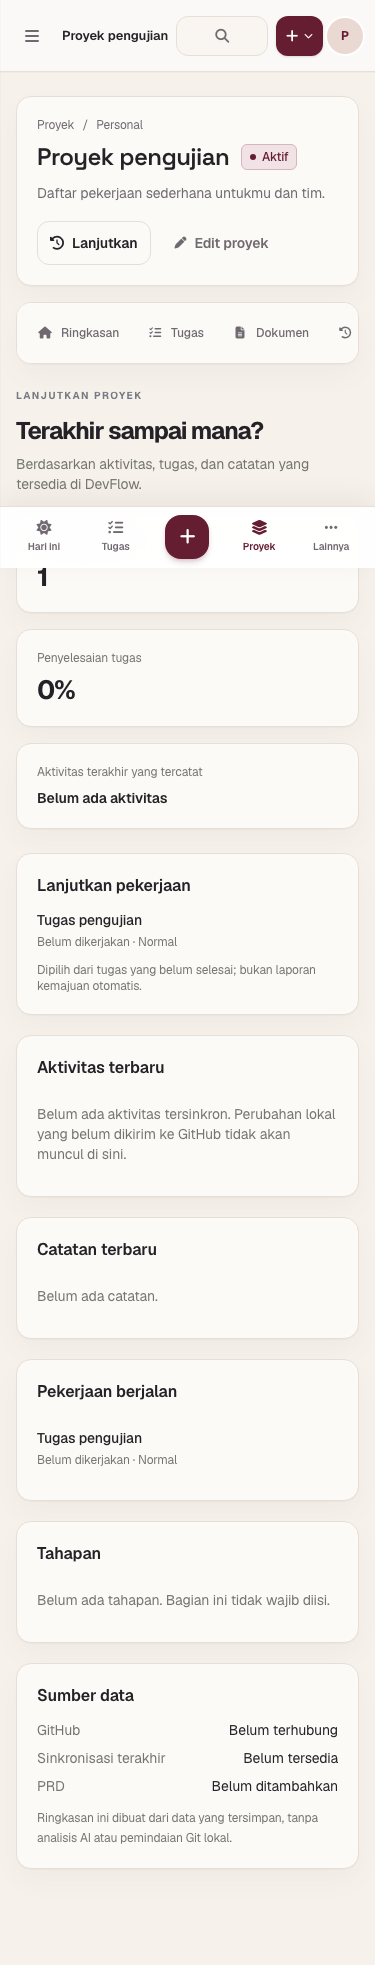 Proyek pengujian
P
Proyek / Personal
Proyek pengujian
Aktif
Daftar pekerjaan sederhana untukmu dan tim.
Lanjutkan
Edit proyek
Ringkasan
Tugas
Dokumen
LANJUTKAN PROYEK
Terakhir sampai mana?
Berdasarkan aktivitas, tugas, dan catatan yang
tersedia di DevFlow.
Hari ini
Tugas
Proyek
Lainnya
1
Penyelesaian tugas
0%
Aktivitas terakhir yang tercatat
Belum ada aktivitas
Lanjutkan pekerjaan
Tugas pengujian
Belum dikerjakan · Normal
Dipilih dari tugas yang belum selesai; bukan laporan
kemajuan otomatis.
Aktivitas terbaru
Belum ada aktivitas tersinkron. Perubahan lokal
yang belum dikirim ke GitHub tidak akan
muncul di sini.
Catatan terbaru
Belum ada catatan.
Pekerjaan berjalan
Tugas pengujian
Belum dikerjakan · Normal
Tahapan
Belum ada tahapan. Bagian ini tidak wajib diisi.
Sumber data
GitHub Belum terhubung
Sinkronisasi terakhir Belum tersedia
PRD Belum ditambahkan
Ringkasan ini dibuat dari data yang tersimpan, tanpa
analisis AI atau pemindaian Git lokal.